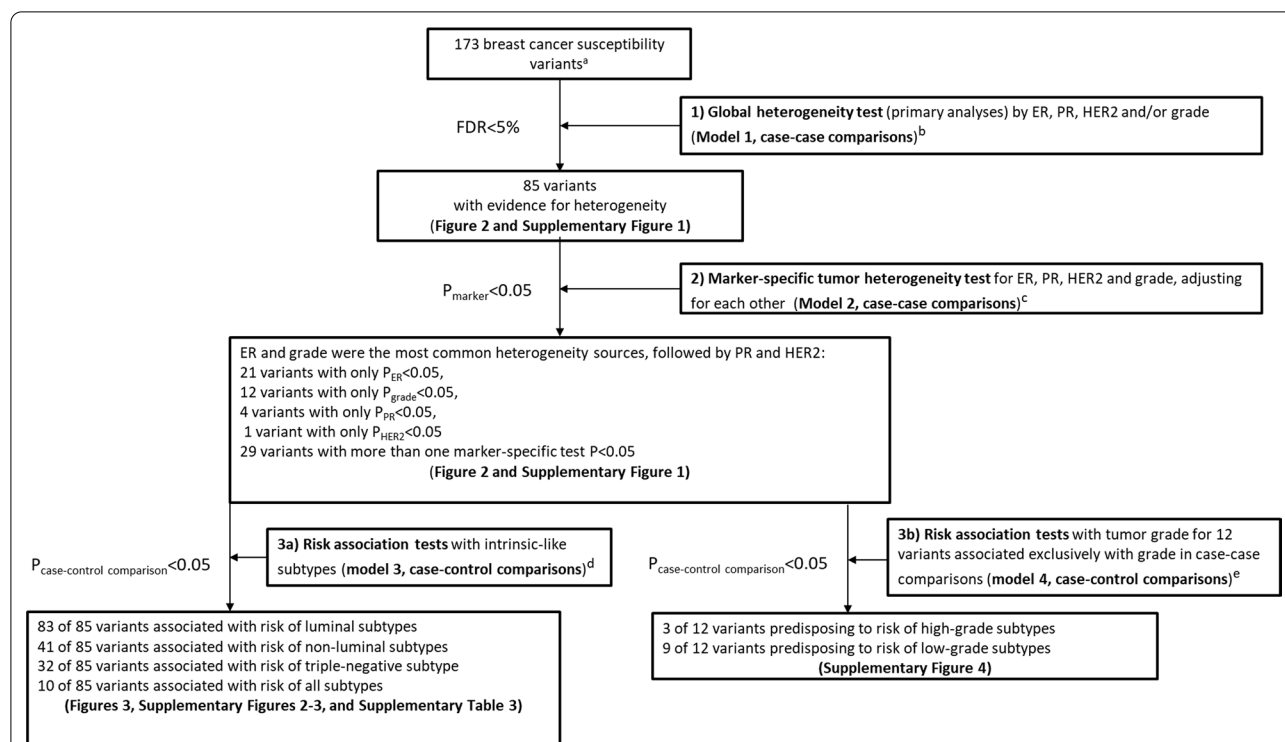 173 breast cancer susceptibility
variantsᵃ
FDR<5%
1) Global heterogeneity test (primary analyses) by ER, PR, HER2 and/or grade
(Model 1, case-case comparisons)ᵇ
85 variants
with evidence for heterogeneity
(Figure 2 and Supplementary Figure 1)
Pmarker<0.05
2) Marker-specific tumor heterogeneity test for ER, PR, HER2 and grade, adjusting
for each other (Model 2, case-case comparisons)ᶜ
ER and grade were the most common heterogeneity sources, followed by PR and HER2:
21 variants with only PER<0.05,
12 variants with only Pgrade<0.05,
4 variants with only PPR<0.05,
1 variant with only PHER2<0.05
29 variants with more than one marker-specific test P<0.05
(Figure 2 and Supplementary Figure 1)
Pcase-control comparison<0.05
3a) Risk association tests with intrinsic-like
subtypes (model 3, case-control comparisons)ᵈ
Pcase-control comparison<0.05
3b) Risk association tests with tumor grade for 12
variants associated exclusively with grade in case-case
comparisons (model 4, case-control comparisons)ᵉ
83 of 85 variants associated with risk of luminal subtypes
41 of 85 variants associated with risk of non-luminal subtypes
32 of 85 variants associated with risk of triple-negative subtype
10 of 85 variants associated with risk of all subtypes
(Figures 3, Supplementary Figures 2-3, and Supplementary Table 3)
3 of 12 variants predisposing to risk of high-grade subtypes
9 of 12 variants predisposing to risk of low-grade subtypes
(Supplementary Figure 4)